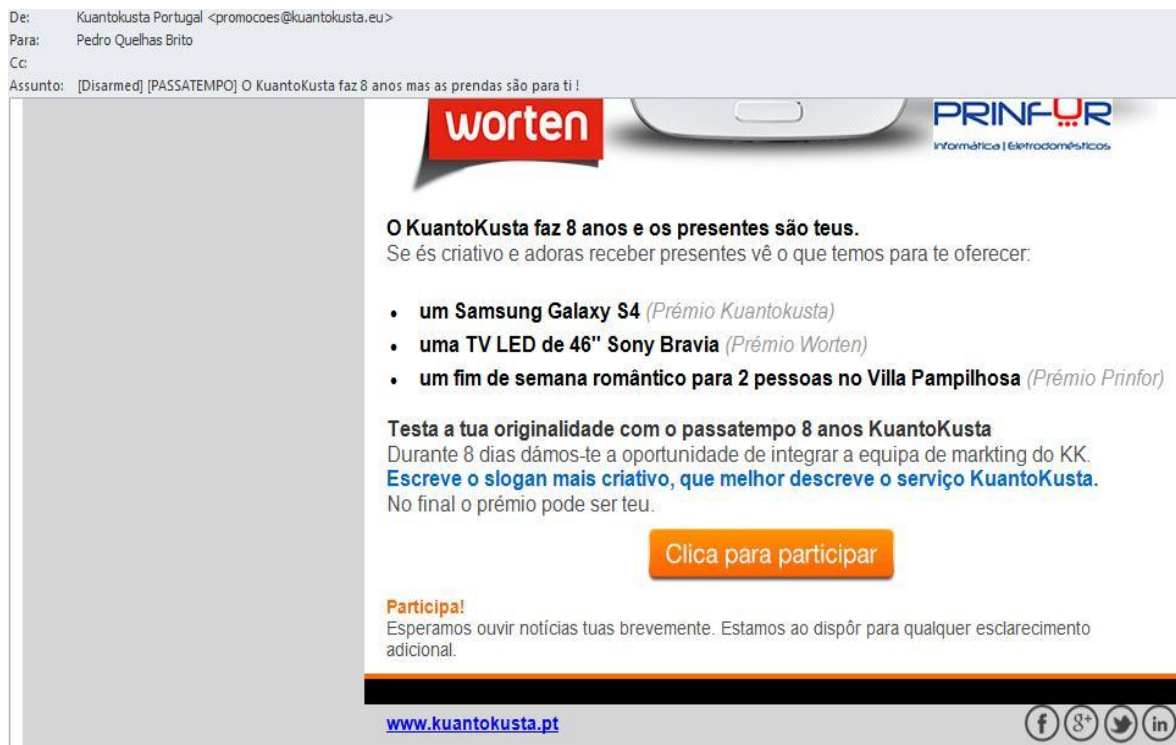 De: Kuantokusta Portugal <promocoes@kuantokusta.eu>
Para: Pedro Quelhas Brito
Cc:
Assunto: [Disarmed] [PASSATEMPO] O KuantoKusta faz 8 anos mas as prendas são para ti !
worten
PRINFOR
Informática | Eletrodomésticos
O KuantoKusta faz 8 anos e os presentes são teus.
Se és criativo e adoras receber presentes vê o que temos para te oferecer:
• um Samsung Galaxy S4 (Prémio Kuantokusta)
• uma TV LED de 46" Sony Bravia (Prémio Worten)
• um fim de semana romântico para 2 pessoas no Villa Pampilhosa (Prémio Prinfor)
Testa a tua originalidade com o passatempo 8 anos KuantoKusta
Durante 8 dias dámos-te a oportunidade de integrar a equipa de markting do KK.
Escreve o slogan mais criativo, que melhor descreve o serviço KuantoKusta.
No final o prémio pode ser teu.
Clica para participar
Participa!
Esperamos ouvir notícias tuas brevemente. Estamos ao dispôr para qualquer esclarecimento
adicional.
www.kuantokusta.pt
f 8+ in